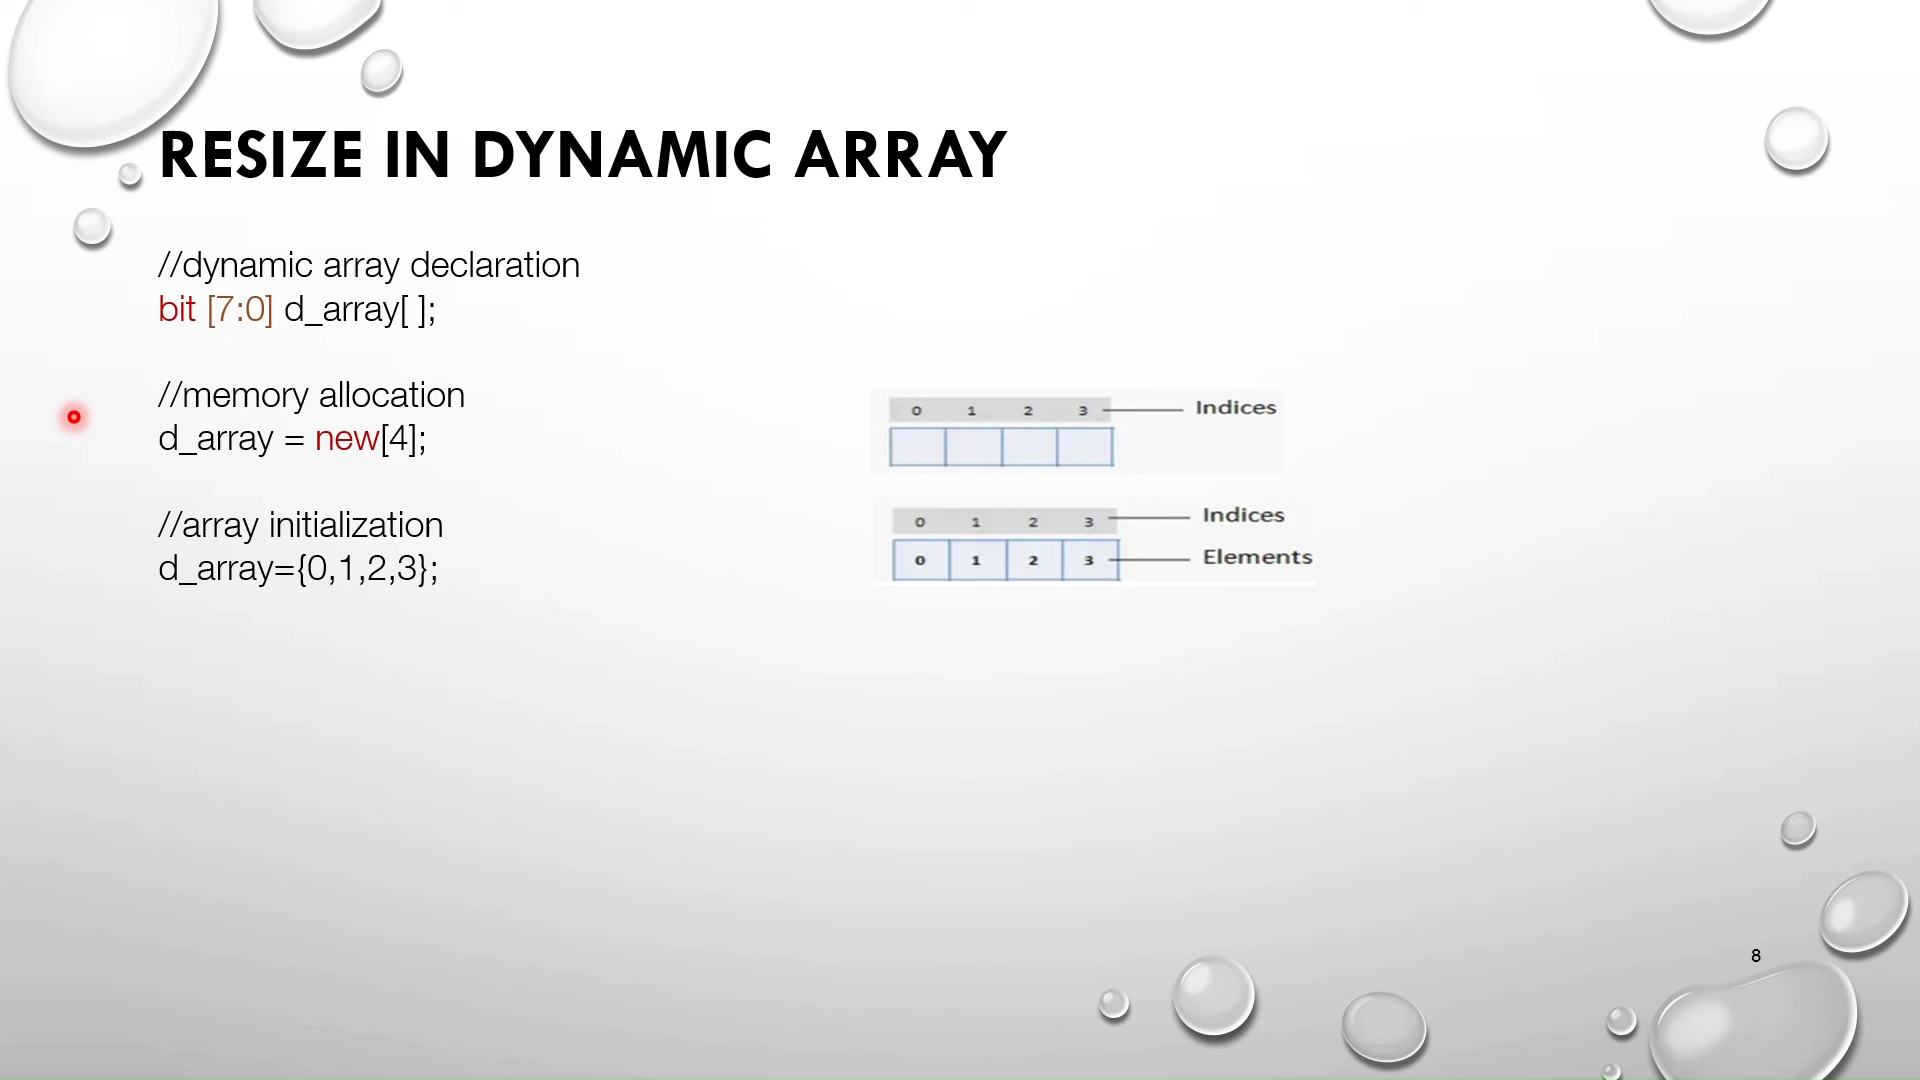 RESIZE IN DYNAMIC ARRAY
//dynamic array declaration
bit [7:0] d_array[ ];
//memory allocation
d_array = new[4];
//array initialization
d_array={0,1,2,3};
0 1 2 3 Indices
0 1 2 3 Indices
0 1 2 3 Elements
8